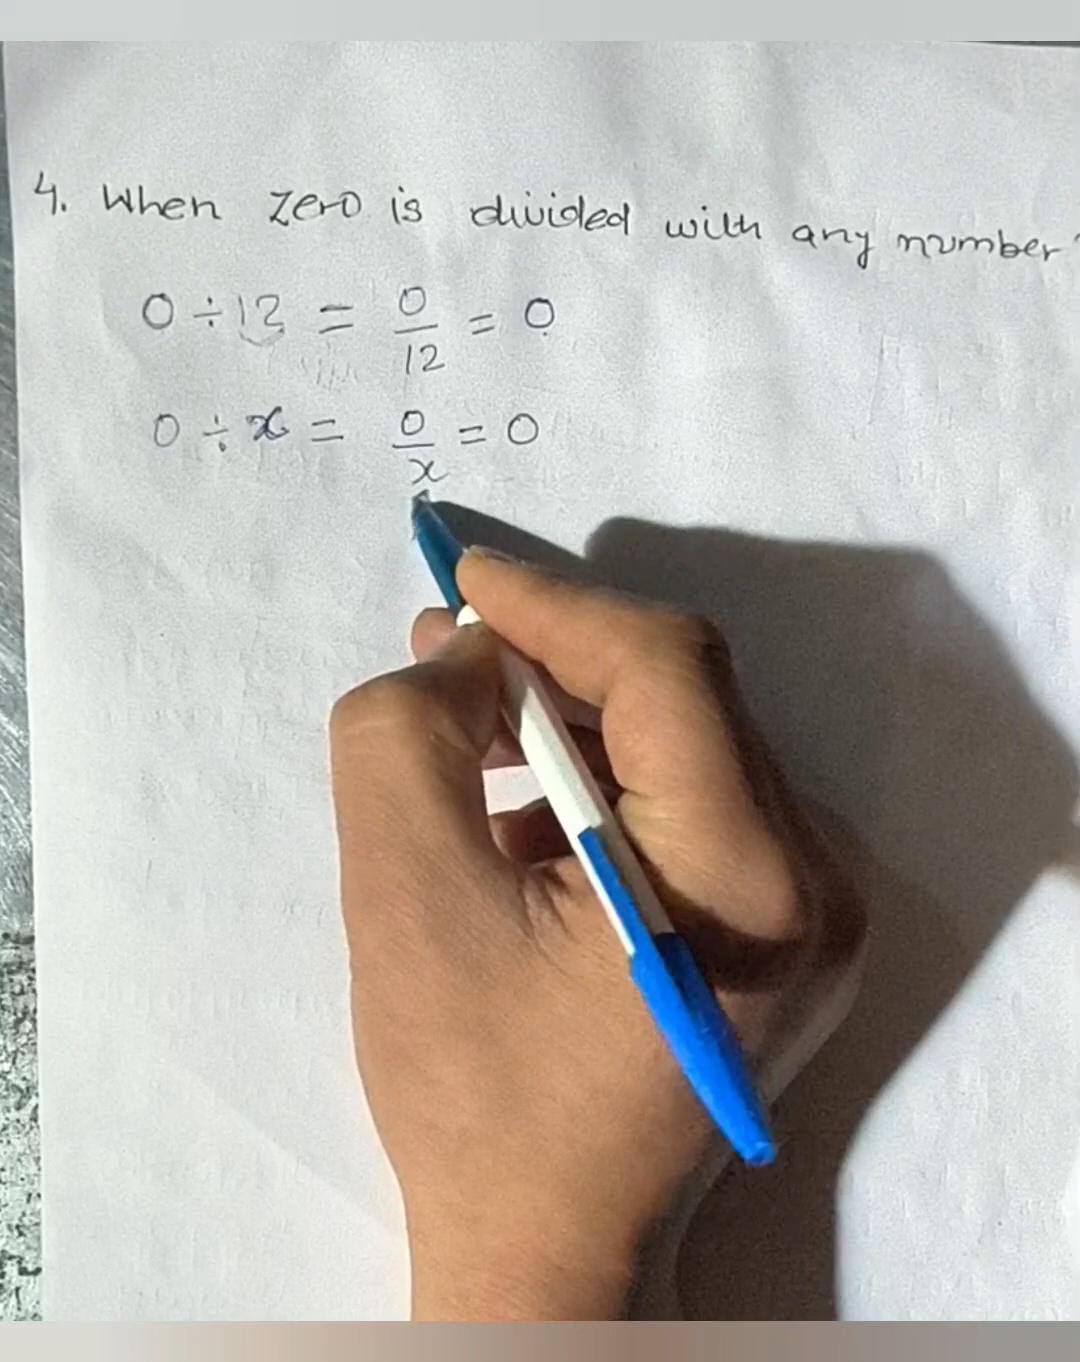 4. When zero is divided with any number
0 ÷ 12 = 0/12 = 0
0 ÷ x = 0/x = 0